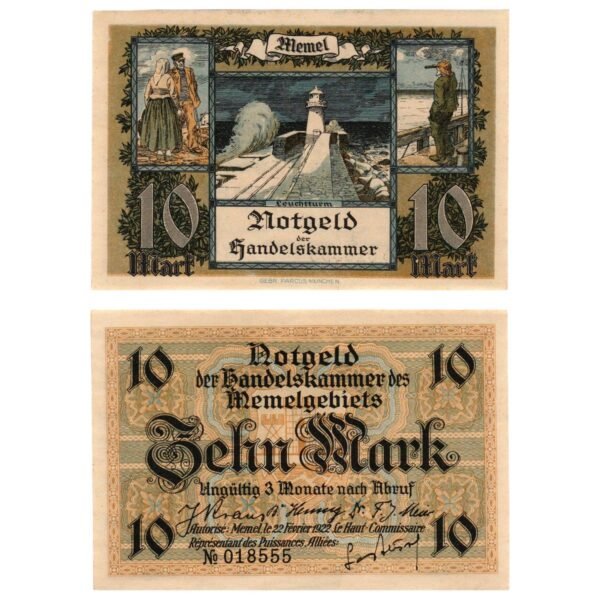 Memel
Leuchtturm
10 Mark
Notgeld
der
Handelskammer
10 Mark
GEBR. PARCUS MÜNCHEN
10
Notgeld
der Handelskammer des
Memelgebiets
10
Zehn Mark
Ungültig 3 Monate nach Abruf
Autorisé: Memel, le 22 Février 1922 Le Haut-Commissaire
Représentant des Puissances Alliées:
10
№ 018555
10